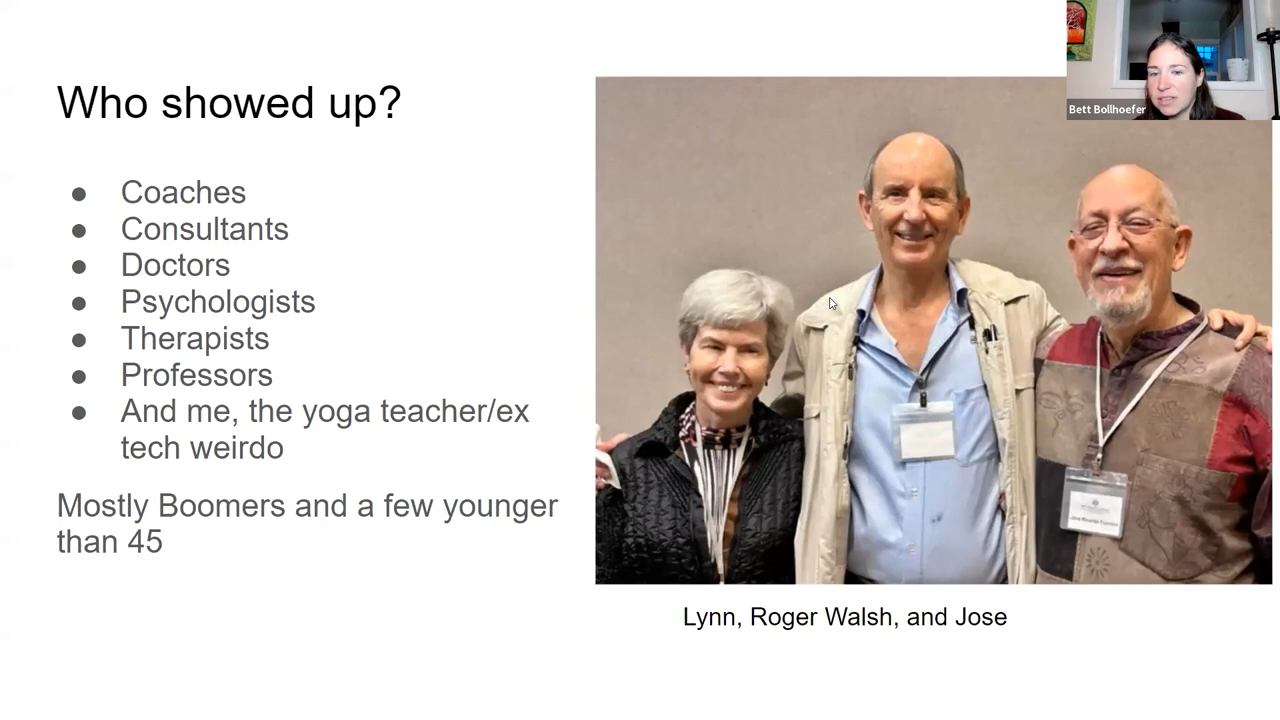 Bett Bollhoefer
Who showed up?
● Coaches
● Consultants
● Doctors
● Psychologists
● Therapists
● Professors
● And me, the yoga teacher/ex
tech weirdo
Mostly Boomers and a few younger
than 45
Lynn, Roger Walsh, and Jose